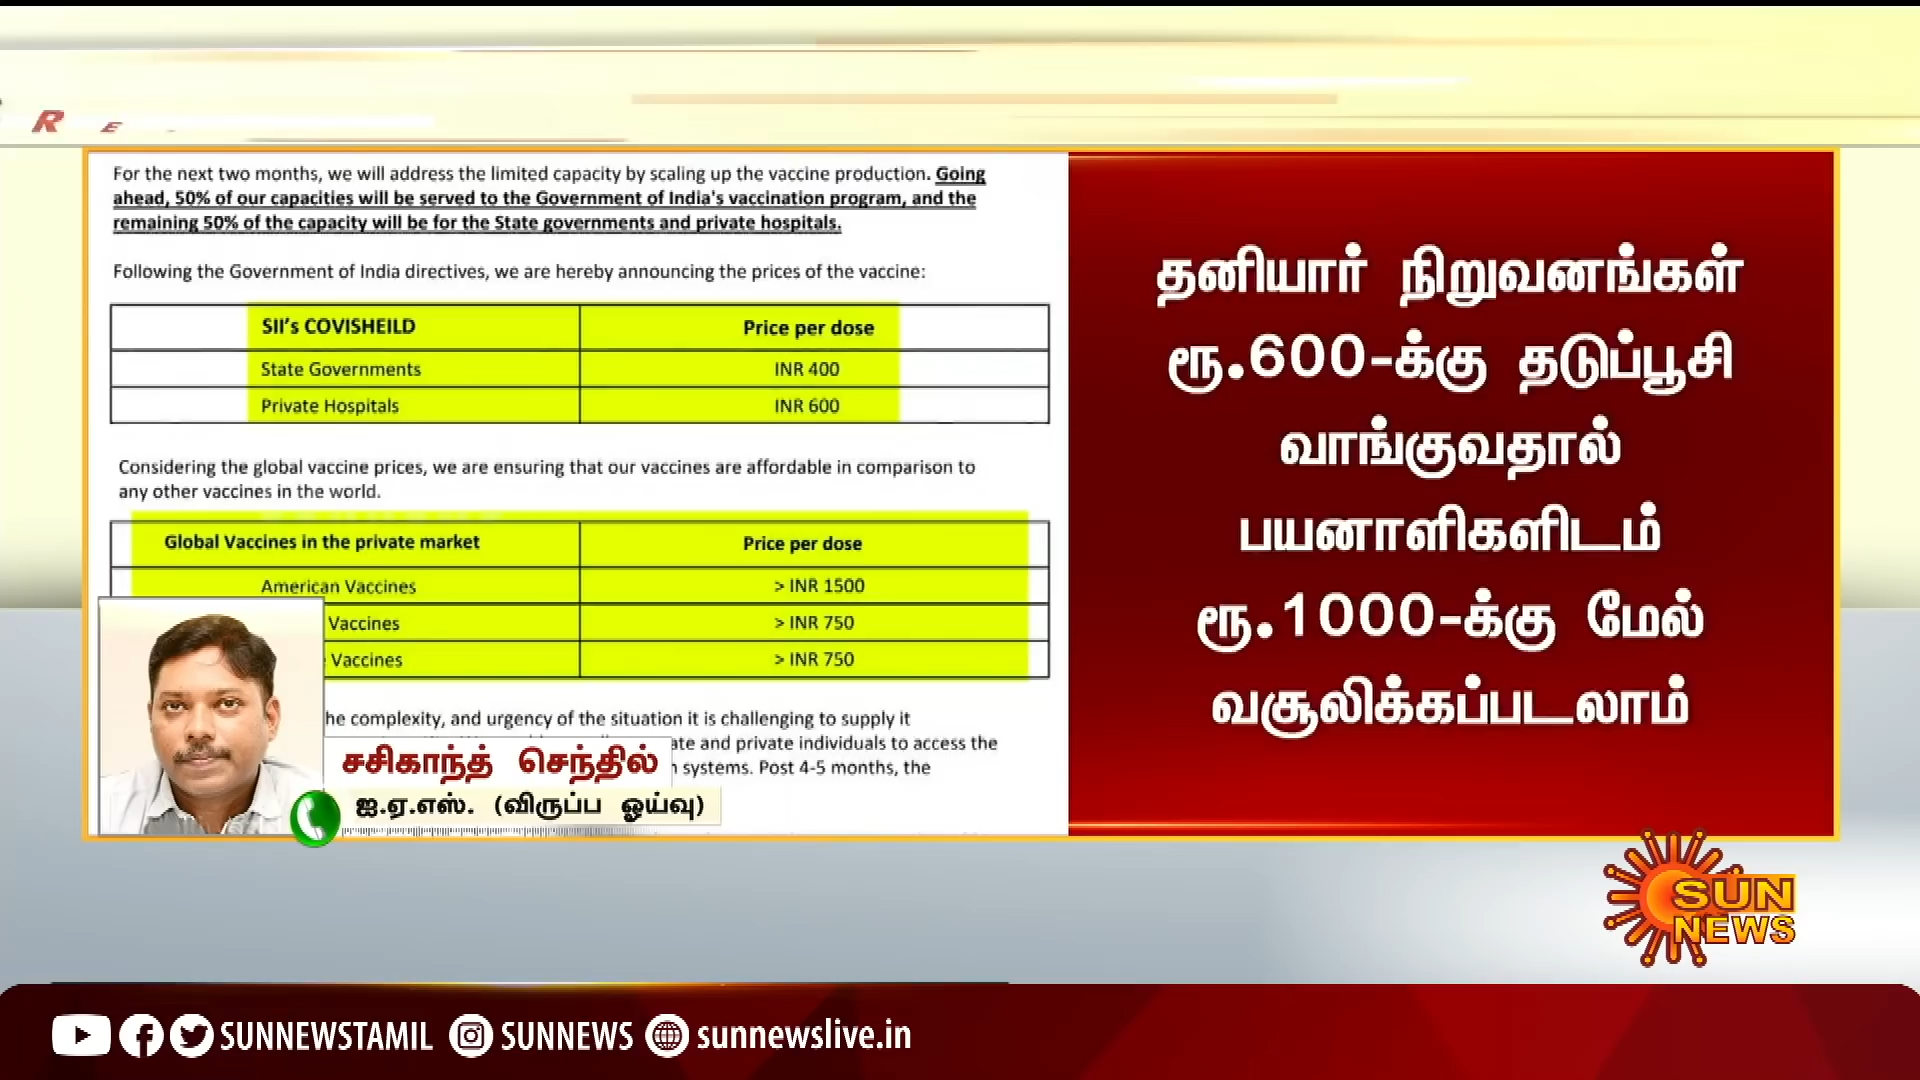 R E
For the next two months, we will address the limited capacity by scaling up the vaccine production. Going
ahead, 50% of our capacities will be served to the Government of India's vaccination program, and the
remaining 50% of the capacity will be for the State governments and private hospitals.
Following the Government of India directives, we are hereby announcing the prices of the vaccine:
SII's COVISHEILD Price per dose
State Governments INR 400
Private Hospitals INR 600
Considering the global vaccine prices, we are ensuring that our vaccines are affordable in comparison to
any other vaccines in the world.
Global Vaccines in the private market Price per dose
American Vaccines > INR 1500
Vaccines > INR 750
Vaccines > INR 750
he complexity, and urgency of the situation it is challenging to supply it
ate and private individuals to access the
systems. Post 4-5 months, the
சசிகாந்த் செந்தில்
ஐ.ஏ.எஸ். (விருப்ப ஓய்வு)
தனியார் நிறுவனங்கள்
ரூ.600-க்கு தடுப்பூசி
வாங்குவதால்
பயனாளிகளிடம்
ரூ.1000-க்கு மேல்
வசூலிக்கப்படலாம்
SUN
NEWS
SUNNEWSTAMIL SUNNEWS sunnewslive.in